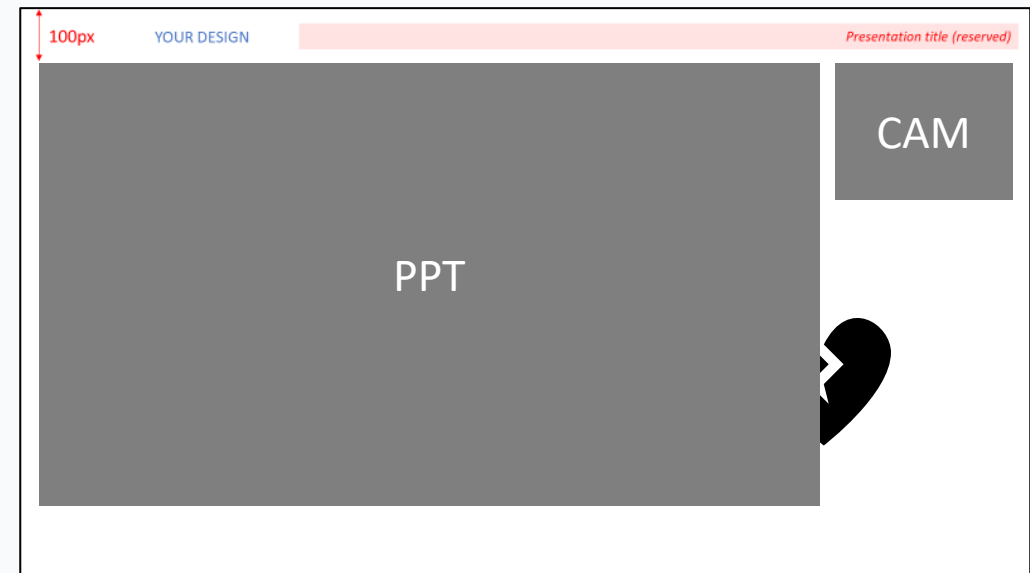 100px
YOUR DESIGN
Presentation title (reserved)
CAM
PPT